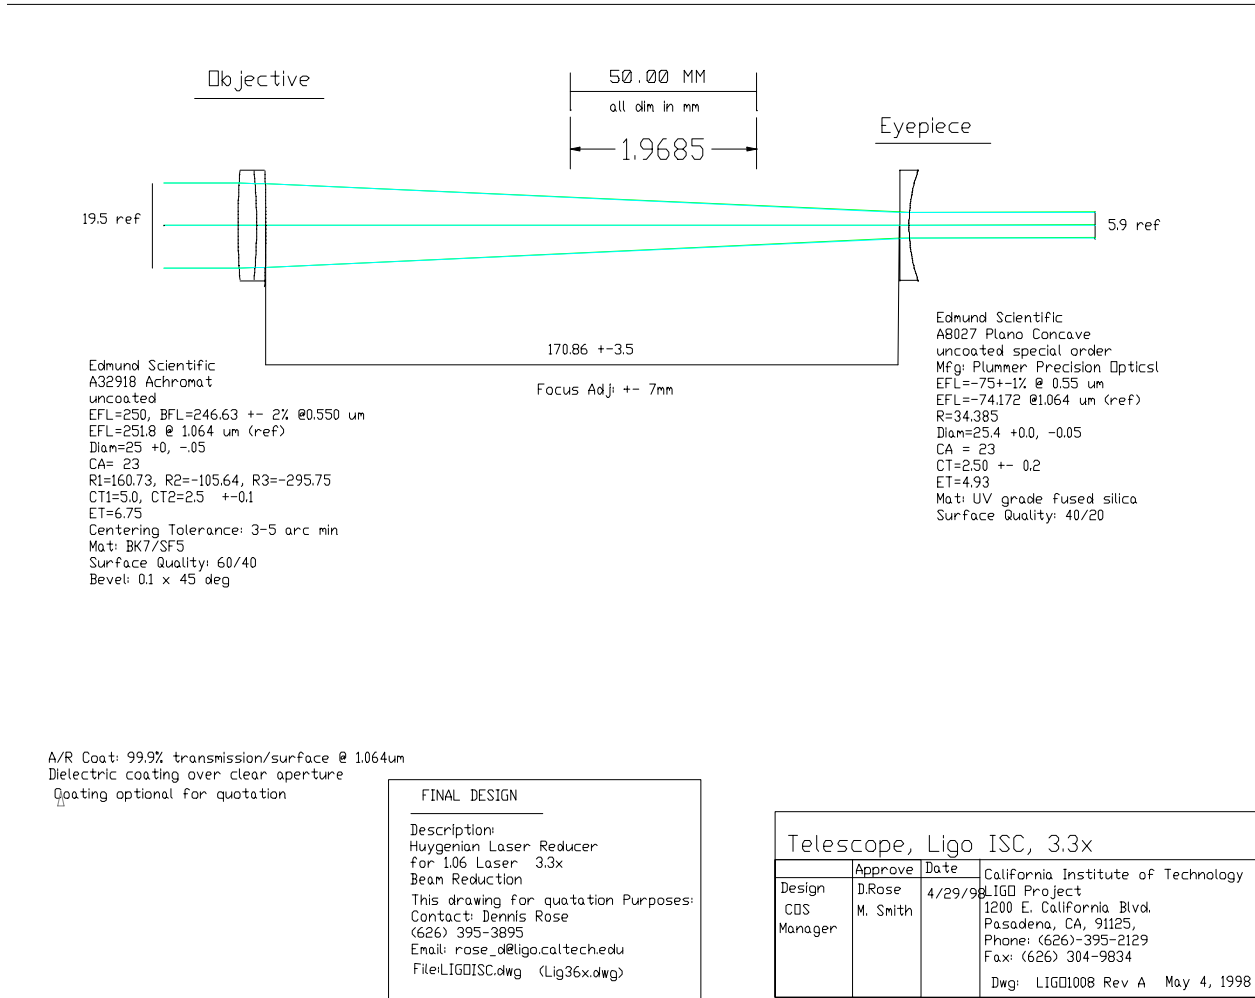 Objective
50.00 MM
all dim in mm
1.9685
Eyepiece
19.5 ref
5.9 ref
170.86 +-3.5
Focus Adj: +- 7mm
Edmund Scientific
A32918 Achromat
uncoated
EFL=250, BFL=246.63 +- 2% @0.550 um
EFL=251.8 @ 1.064 um (ref)
Diam=25 +0, -.05
CA= 23
R1=160.73, R2=-105.64, R3=-295.75
CT1=5.0, CT2=2.5 +-0.1
ET=6.75
Centering Tolerance: 3-5 arc min
Mat: BK7/SF5
Surface Quality: 60/40
Bevel: 0.1 x 45 deg
Edmund Scientific
A8027 Plano Concave
uncoated special order
Mfg: Plummer Precision Opticsl
EFL=-75+-1% @ 0.55 um
EFL=-74.172 @1.064 um (ref)
R=34.385
Diam=25.4 +0.0, -0.05
CA = 23
CT=2.50 +- 0.2
ET=4.93
Mat: UV grade fused silica
Surface Quality: 40/20
A/R Coat: 99.9% transmission/surface @ 1.064um
Dielectric coating over clear aperture
Coating optional for quotation
FINAL DESIGN
Description:
Huygenian Laser Reducer
for 1.06 Laser 3.3x
Beam Reduction
This drawing for quatation Purposes:
Contact: Dennis Rose
(626) 395-3895
Email: rose_d@ligo.caltech.edu
File:LIGOISC.dwg (Lig36x.dwg)
Telescope, Ligo ISC, 3.3x
Approve Date
Design D.Rose 4/29/98
COS M. Smith
Manager
California Institute of Technology
LIGO Project
1200 E. California Blvd.
Pasadena, CA, 91125,
Phone: (626)-395-2129
Fax: (626) 304-9834
Dwg: LIGO1008 Rev A May 4, 1998